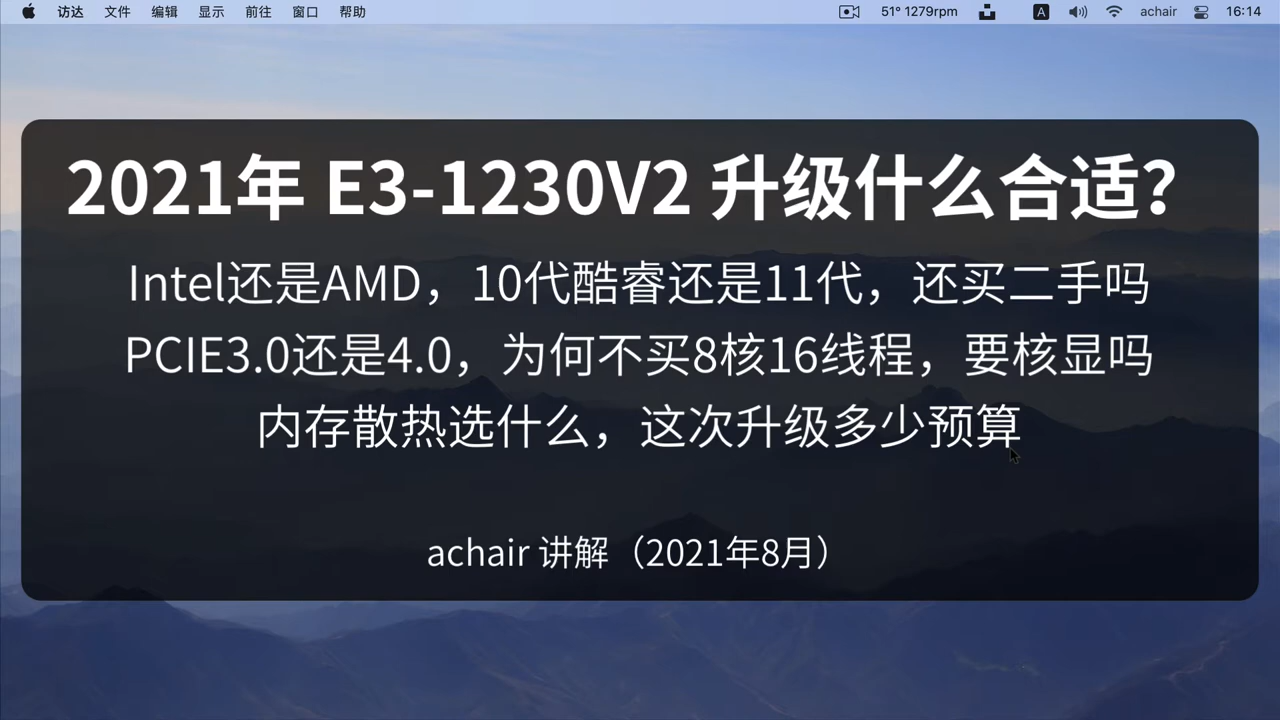 访达 文件 编辑 显示 前往 窗口 帮助 51° 1279rpm A achair 16:14
2021年 E3-1230V2 升级什么合适？
Intel还是AMD，10代酷睿还是11代，还买二手吗
PCIE3.0还是4.0，为何不买8核16线程，要核显吗
内存散热选什么，这次升级多少预算
achair 讲解（2021年8月）